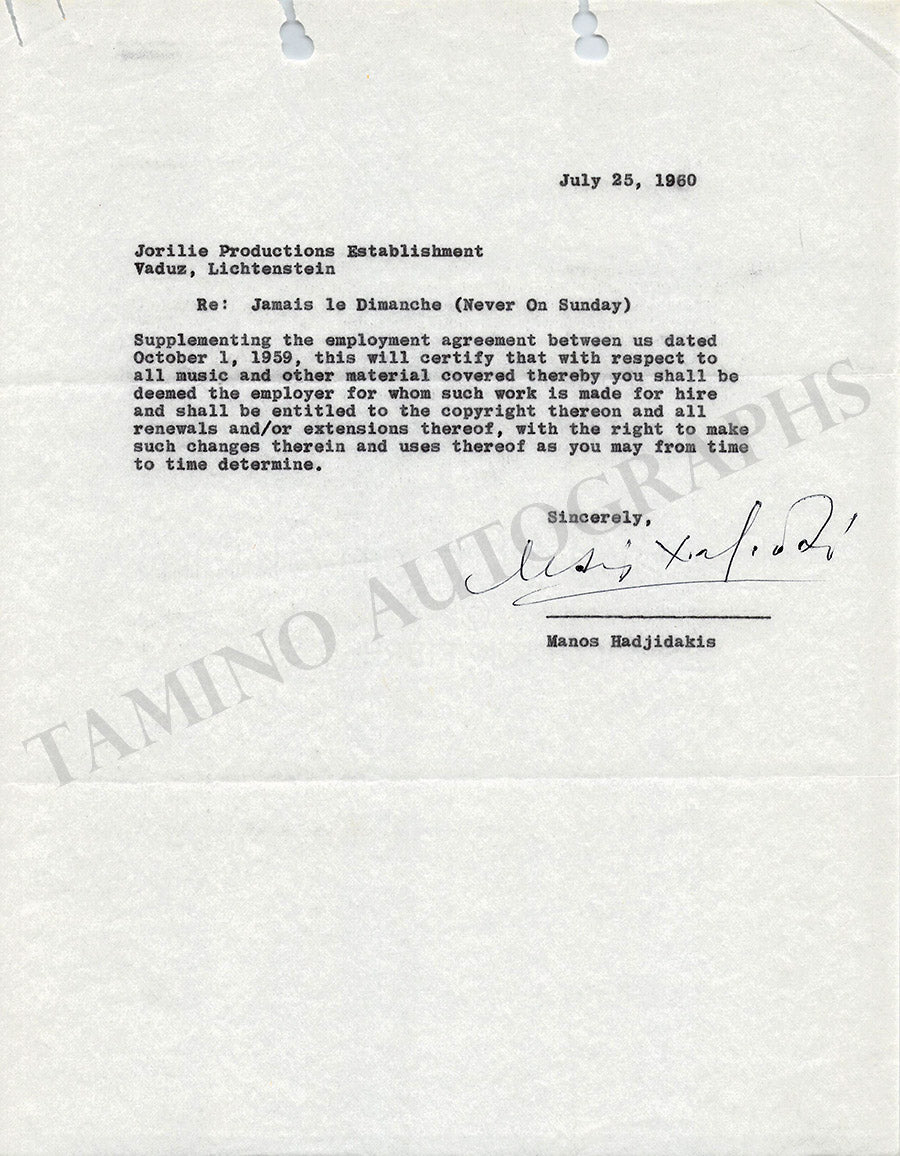 July 25, 1960
Jorilie Productions Establishment
Vaduz, Lichtenstein
Re: Jamais le Dimanche (Never On Sunday)
Supplementing the employment agreement between us dated
October 1, 1959, this will certify that with respect to
all music and other material covered thereby you shall be
deemed the employer for whom such work is made for hire
and shall be entitled to the copyright thereon and all
renewals and/or extensions thereof, with the right to make
such changes therein and uses thereof as you may from time
to time determine.
Sincerely,
Manos Hadjidakis
TAMINO AUTOGRAPHS